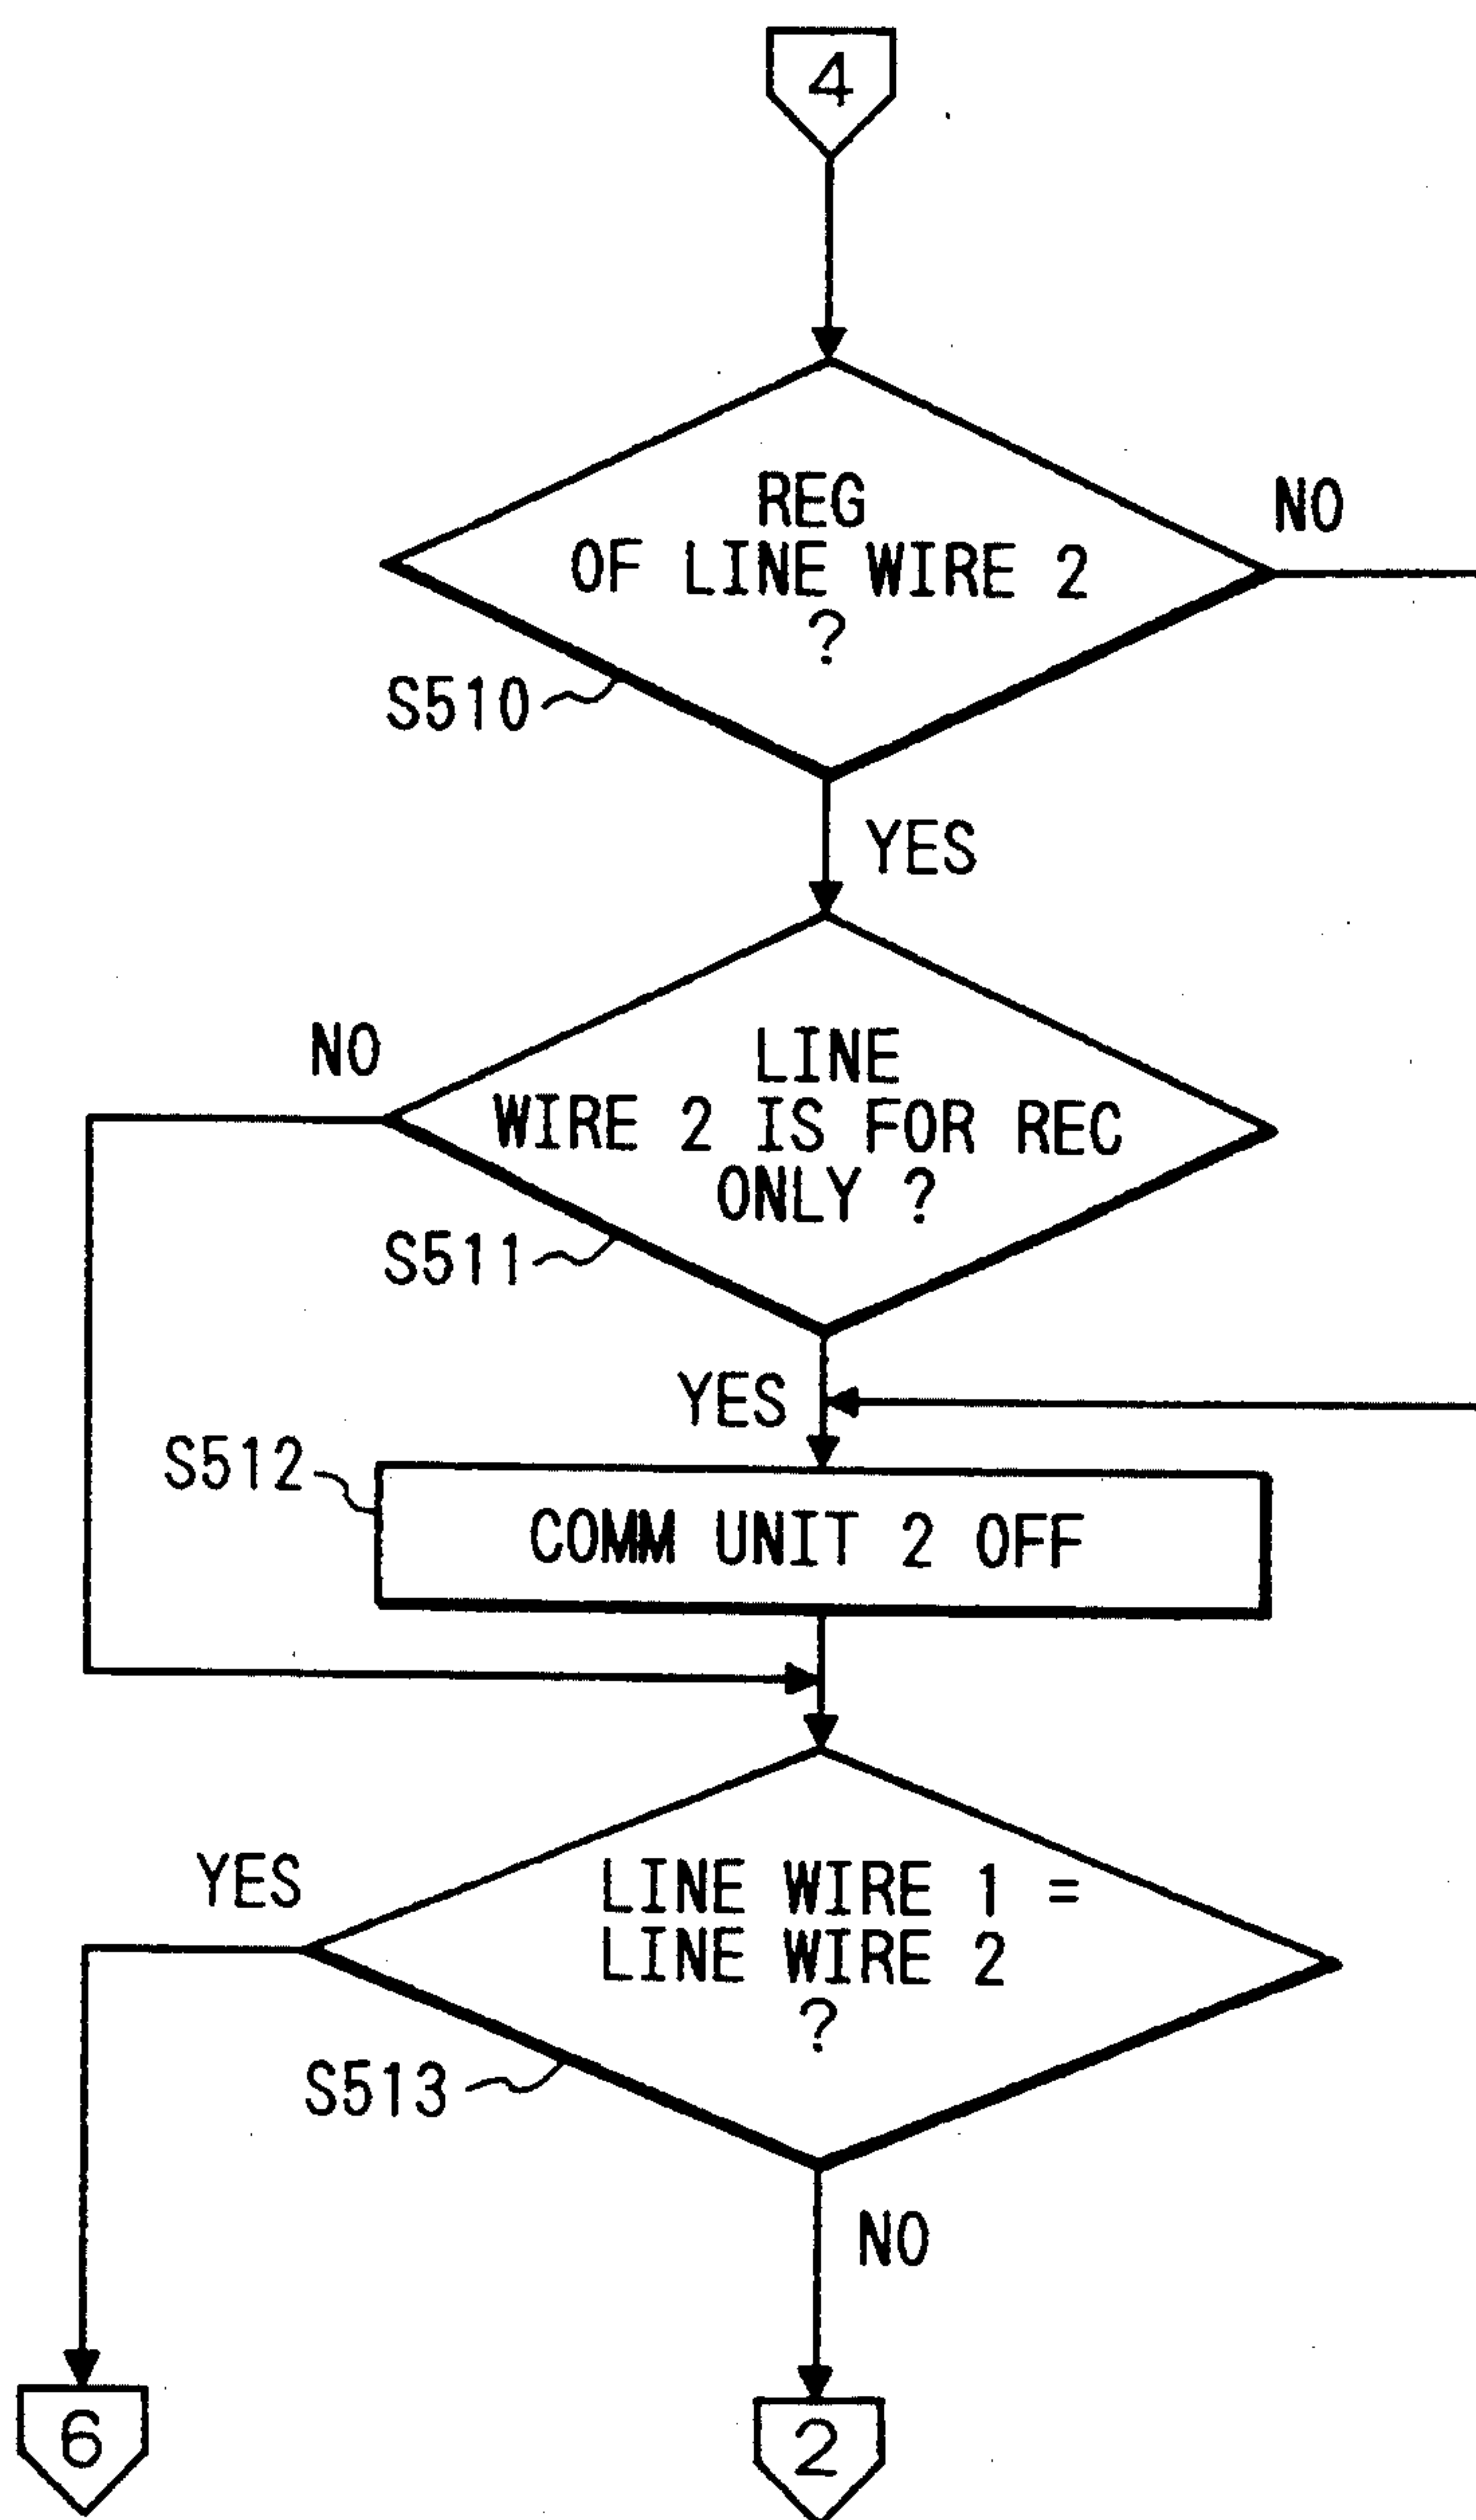 4
REG
OF LINE WIRE 2
?
NO
S510
YES
NO
LINE
WIRE 2 IS FOR REC
ONLY ?
S511
YES
S512
COMM UNIT 2 OFF
YES
LINE WIRE 1 =
LINE WIRE 2
?
S513
NO
6
2